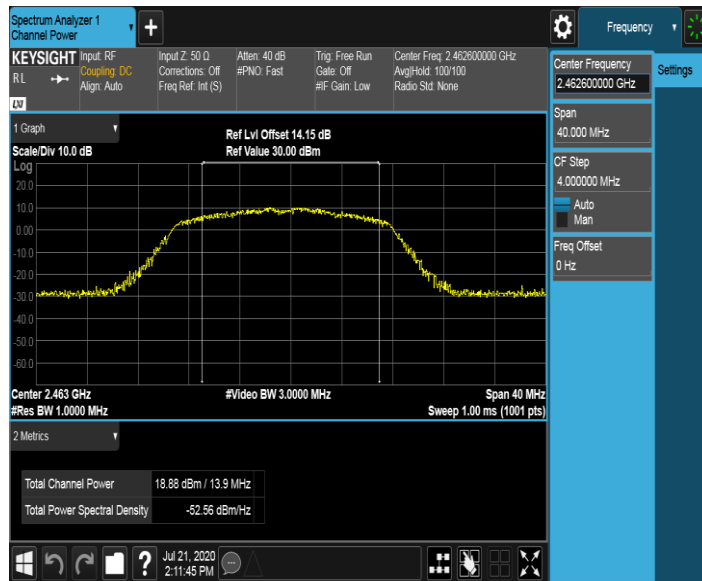 Spectrum Analyzer 1
Channel Power
+
Frequency
KEYSIGHT
RL
LXI
Input: RF
Coupling: DC
Align: Auto
Input Z: 50 Ω
Corrections: Off
Freq Ref: Int (S)
Atten: 40 dB
#PNO: Fast
Trig: Free Run
Gate: Off
#IF Gain: Low
Center Freq: 2.462600000 GHz
Avg|Hold: 100/100
Radio Std: None
Center Frequency
2.462600000 GHz
Settings
Span
40.000 MHz
CF Step
4.000000 MHz
Auto
Man
Freq Offset
0 Hz
1 Graph
Scale/Div 10.0 dB
Ref Lvl Offset 14.15 dB
Ref Value 30.00 dBm
Log
20.0
10.0
0.00
-10.0
-20.0
-30.0
-40.0
-50.0
-60.0
Center 2.463 GHz
#Res BW 1.0000 MHz
#Video BW 3.0000 MHz
Span 40 MHz
Sweep 1.00 ms (1001 pts)
2 Metrics
Total Channel Power 18.88 dBm / 13.9 MHz
Total Power Spectral Density -52.56 dBm/Hz
?
Jul 21, 2020
2:11:45 PM